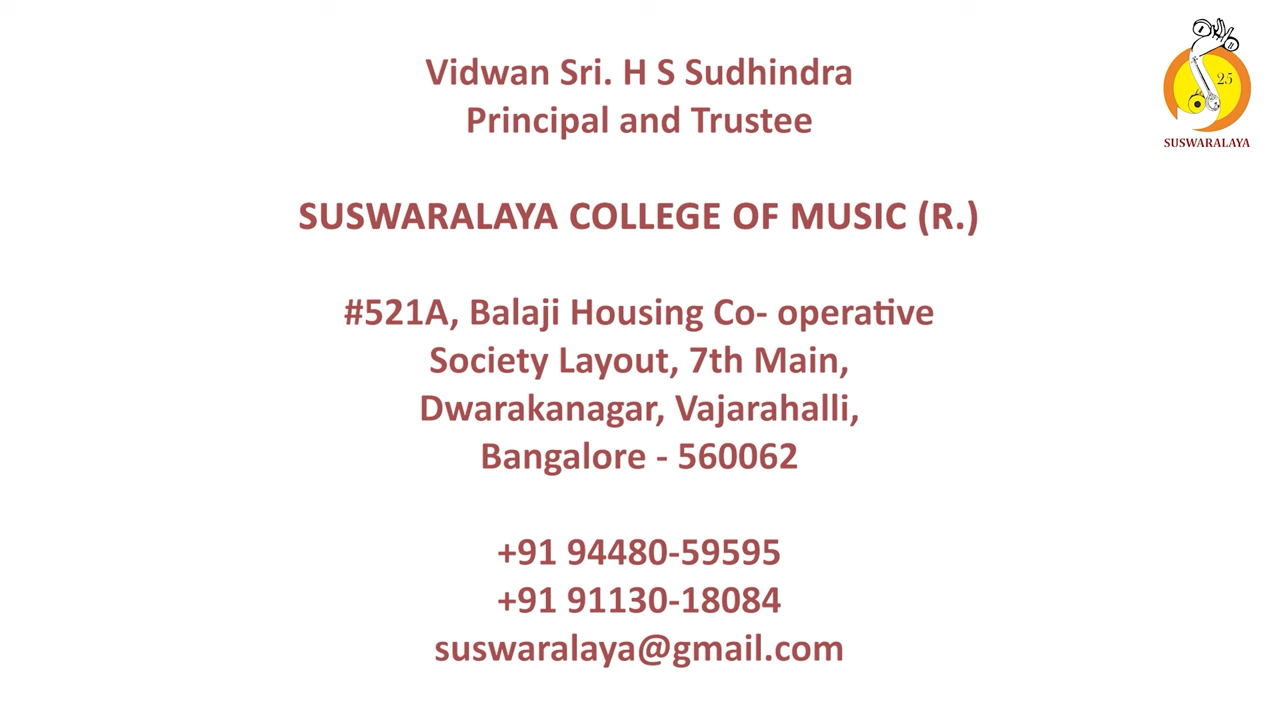 Vidwan Sri. H S Sudhindra
Principal and Trustee
25
SUSWARALAYA
SUSWARALAYA COLLEGE OF MUSIC (R.)
#521A, Balaji Housing Co- operative
Society Layout, 7th Main,
Dwarakanagar, Vajarahalli,
Bangalore - 560062
+91 94480-59595
+91 91130-18084
suswaralaya@gmail.com